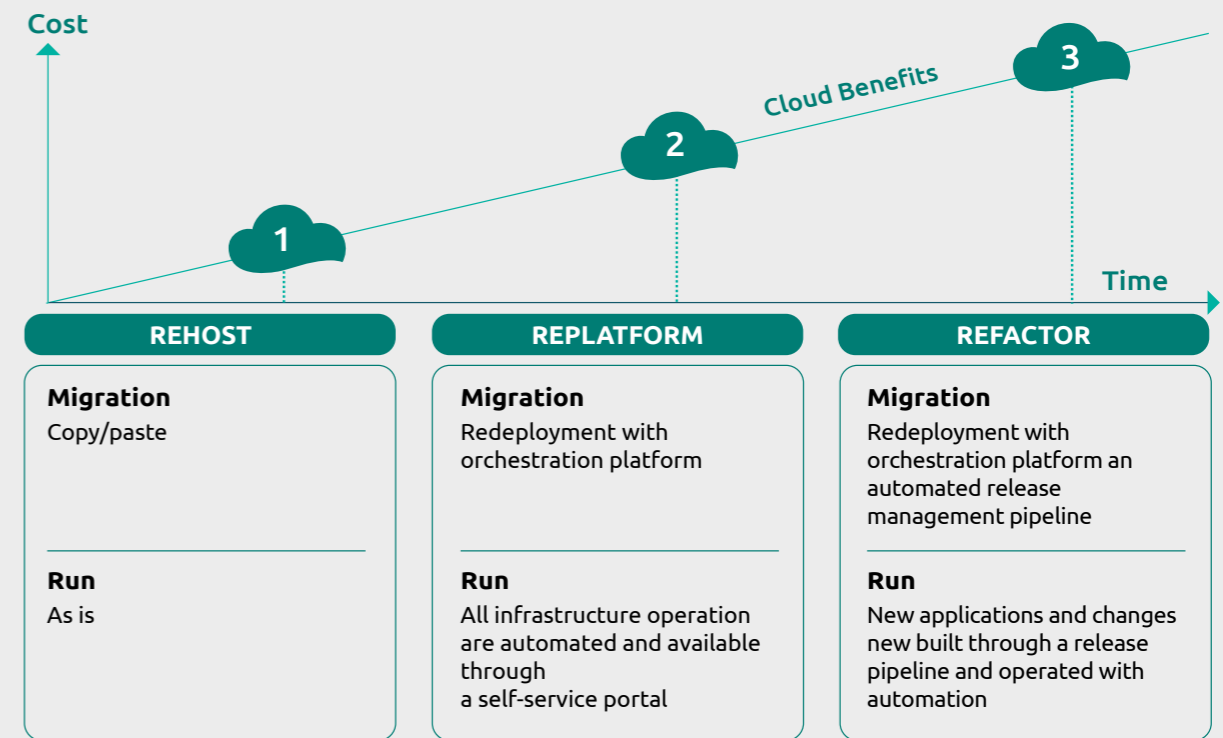 Cost
3
Cloud Benefits
2
1
Time
REHOST
Migration
Copy/paste
Run
As is
REPLATFORM
Migration
Redeployment with
orchestration platform
Run
All infrastructure operation
are automated and available
through
a self-service portal
REFACTOR
Migration
Redeployment with
orchestration platform an
automated release
management pipeline
Run
New applications and changes
new built through a release
pipeline and operated with
automation